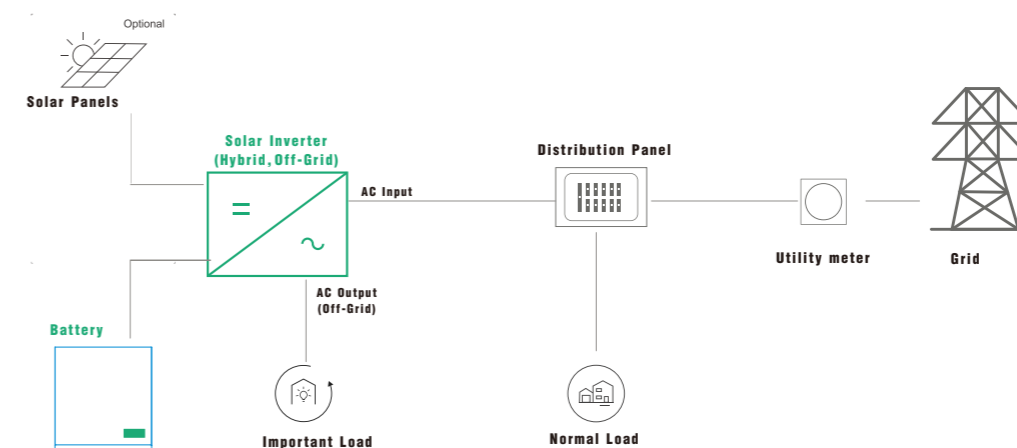 Optional
Solar Panels
Solar Inverter
(Hybrid, Off-Grid)
Distribution Panel
AC Input
Utility meter
Grid
AC Output
(Off-Grid)
Battery
Important Load
Normal Load